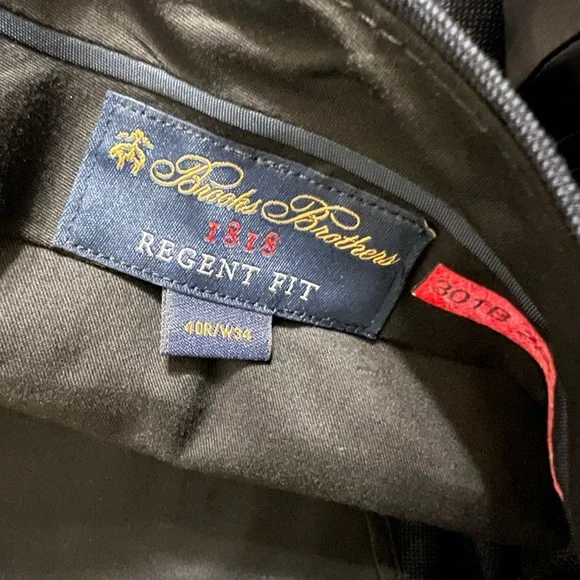 Brooks Brothers
1818
REGENT FIT
40R/W34
301B